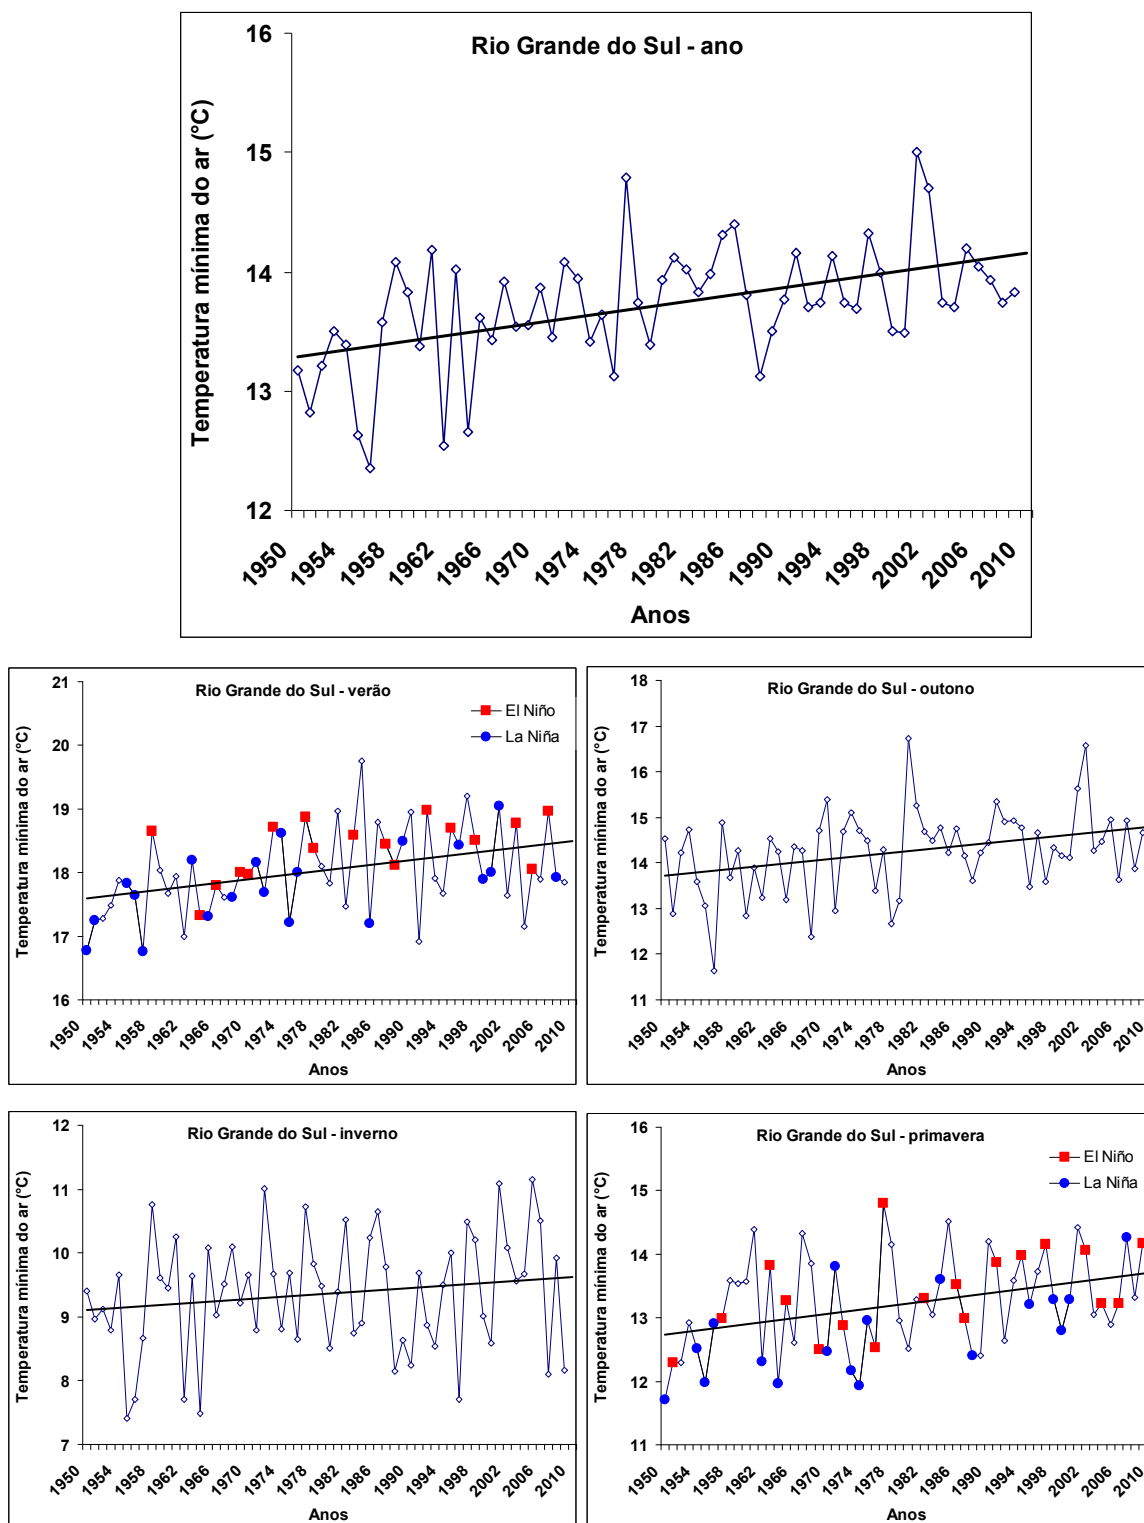 Rio Grande do Sul - ano
Temperatura mínima do ar (°C)
16
15
14
13
12
1950 1954 1958 1962 1966 1970 1974 1978 1982 1986 1990 1994 1998 2002 2006 2010
Anos
Rio Grande do Sul - verão
El Niño
La Niña
Temperatura mínima do ar (°C)
21
20
19
18
17
16
1950 1954 1958 1962 1966 1970 1974 1978 1982 1986 1990 1994 1998 2002 2006 2010
Anos
Rio Grande do Sul - outono
Temperatura mínima do ar (°C)
18
17
16
15
14
13
12
11
1950 1954 1958 1962 1966 1970 1974 1978 1982 1986 1990 1994 1998 2002 2006 2010
Anos
Rio Grande do Sul - inverno
Temperatura mínima do ar (°C)
12
11
10
9
8
7
1950 1954 1958 1962 1966 1970 1974 1978 1982 1986 1990 1994 1998 2002 2006 2010
Anos
Rio Grande do Sul - primavera
El Niño
La Niña
Temperatura mínima do ar (°C)
16
15
14
13
12
11
1950 1954 1958 1962 1966 1970 1974 1978 1982 1986 1990 1994 1998 2002 2006 2010
Anos